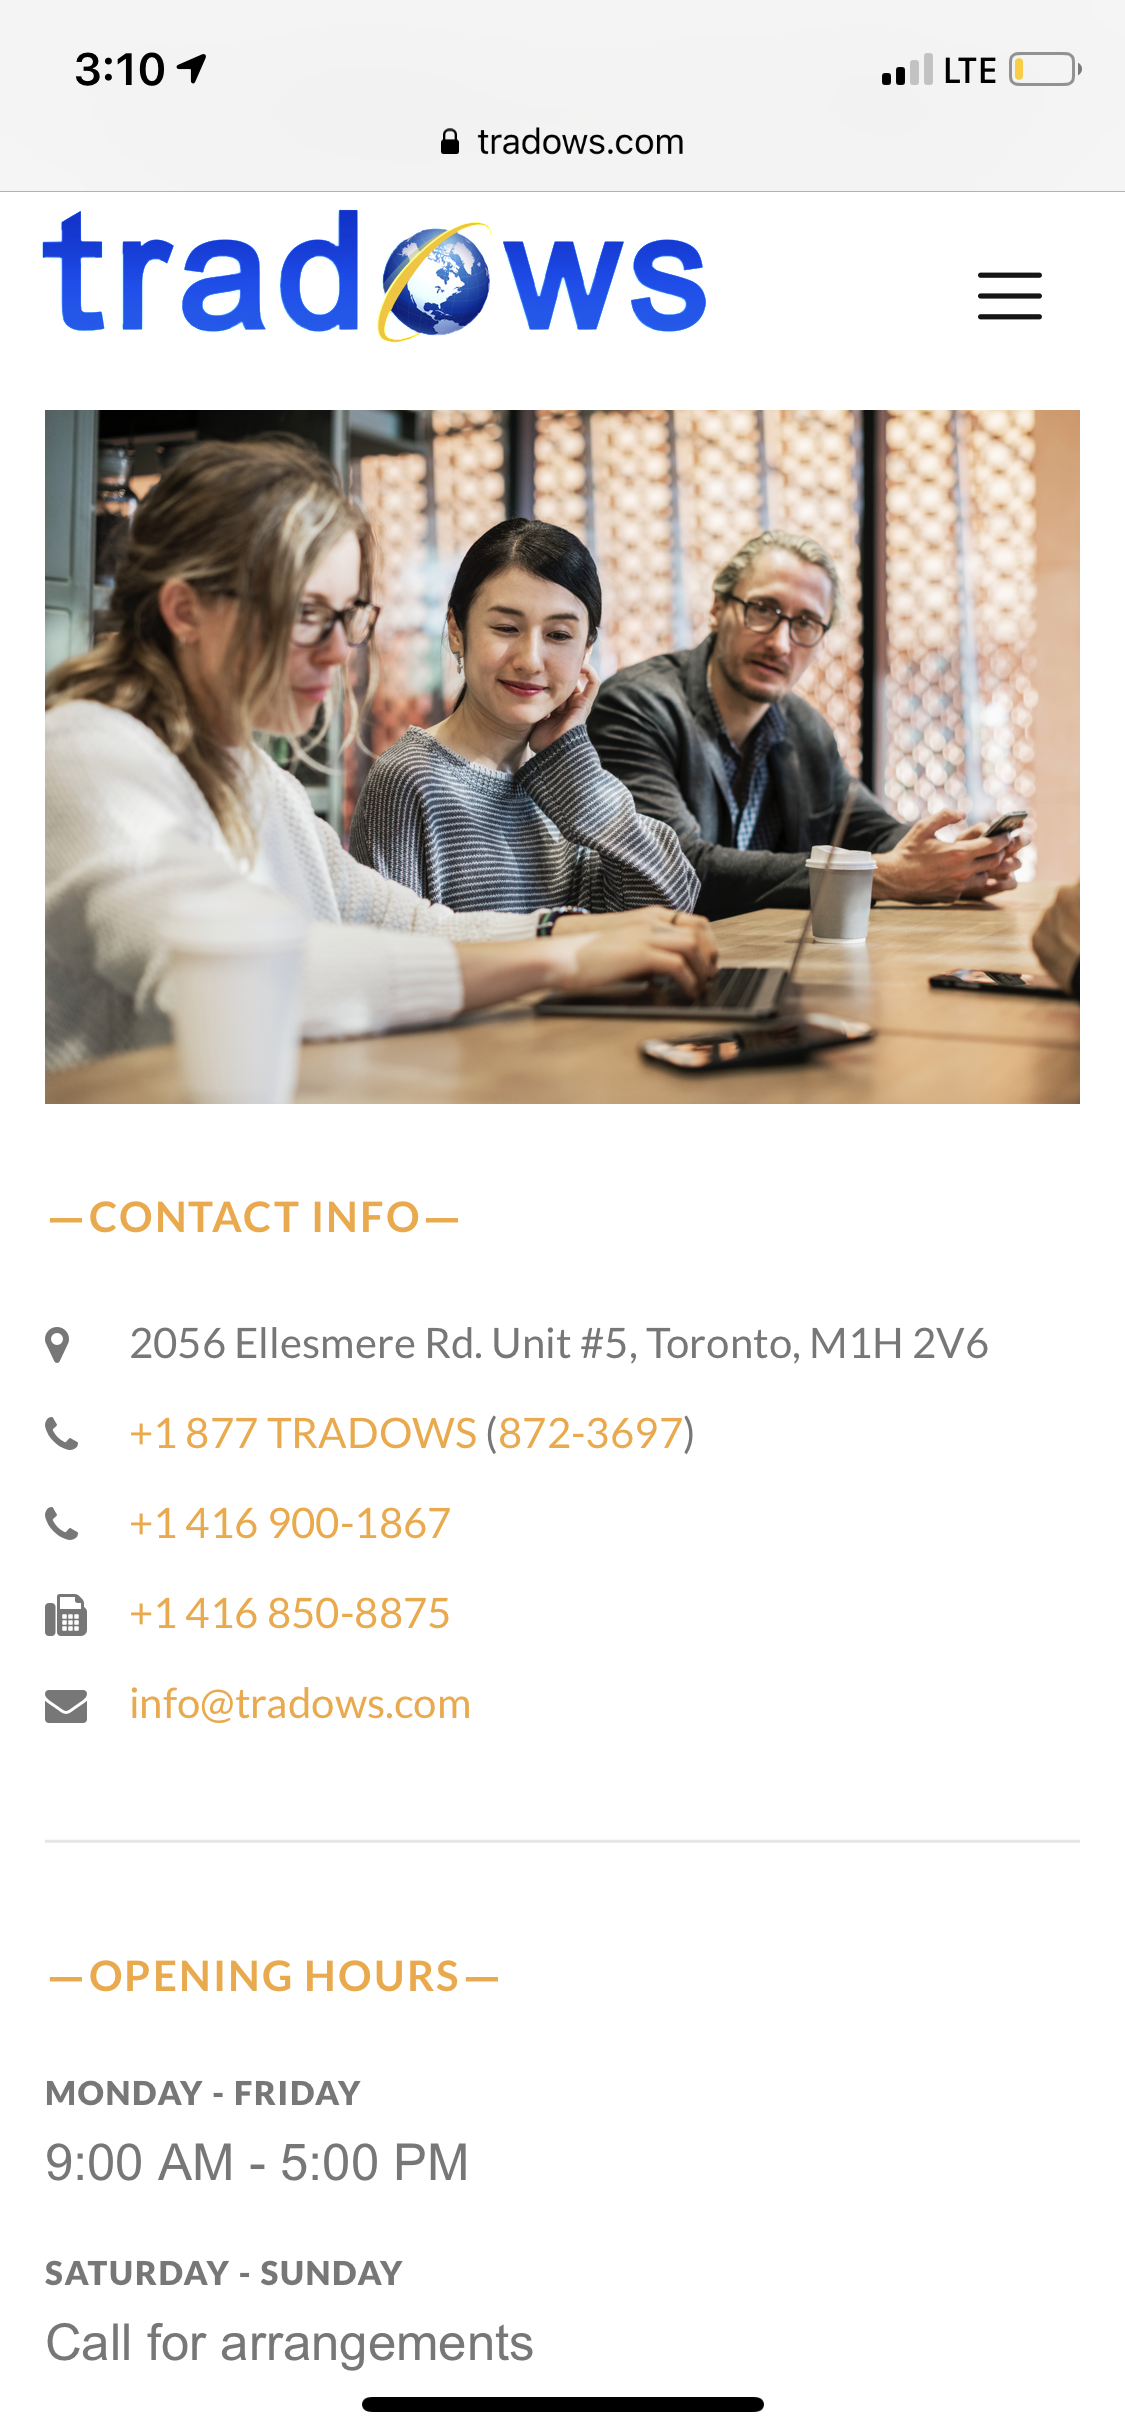 3:10 LTE
tradows.com
tradows
—CONTACT INFO—
2056 Ellesmere Rd. Unit #5, Toronto, M1H 2V6
+1 877 TRADOWS (872-3697)
+1 416 900-1867
+1 416 850-8875
info@tradows.com
—OPENING HOURS—
MONDAY - FRIDAY
9:00 AM - 5:00 PM
SATURDAY - SUNDAY
Call for arrangements